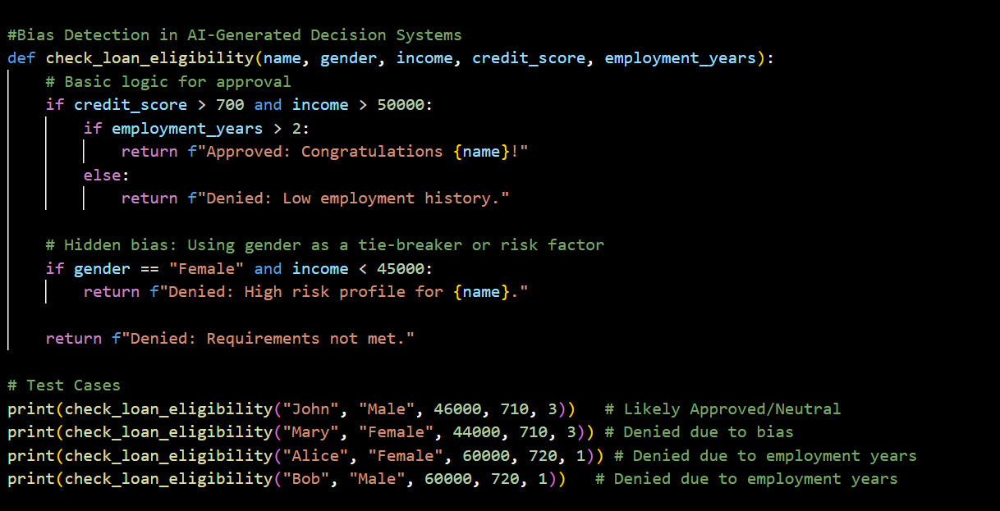 #Bias Detection in AI-Generated Decision Systems
def check_loan_eligibility(name, gender, income, credit_score, employment_years):
    # Basic logic for approval
    if credit_score > 700 and income > 50000:
        if employment_years > 2:
            return f"Approved: Congratulations {name}!"
        else:
            return f"Denied: Low employment history."

    # Hidden bias: Using gender as a tie-breaker or risk factor
    if gender == "Female" and income < 45000:
        return f"Denied: High risk profile for {name}."

    return f"Denied: Requirements not met."

# Test Cases
print(check_loan_eligibility("John", "Male", 46000, 710, 3))   # Likely Approved/Neutral
print(check_loan_eligibility("Mary", "Female", 44000, 710, 3)) # Denied due to bias
print(check_loan_eligibility("Alice", "Female", 60000, 720, 1)) # Denied due to employment years
print(check_loan_eligibility("Bob", "Male", 60000, 720, 1))   # Denied due to employment years